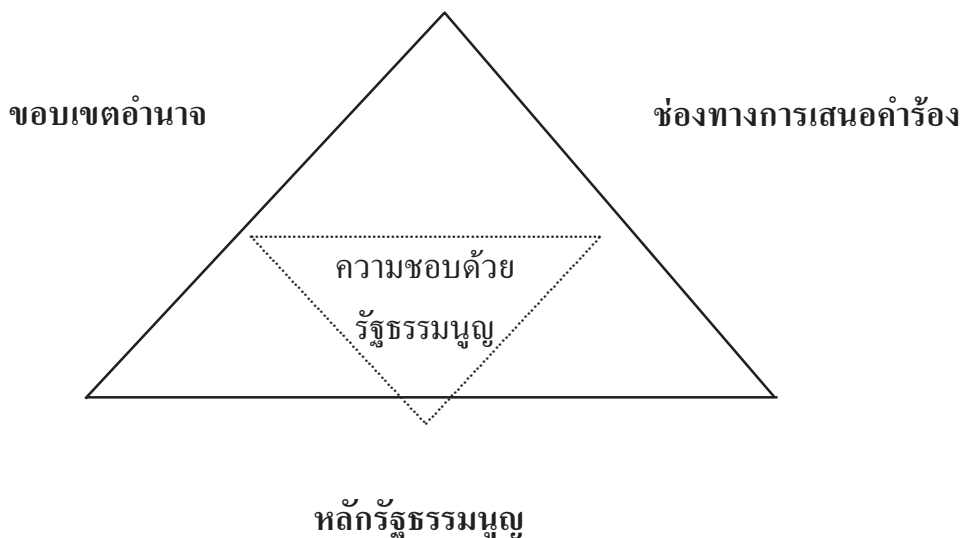 ขอบเขตอำนาจ
ช่องทางการเสนอคำร้อง
ความชอบด้วย
รัฐธรรมนูญ
หลักรัฐธรรมนูญ